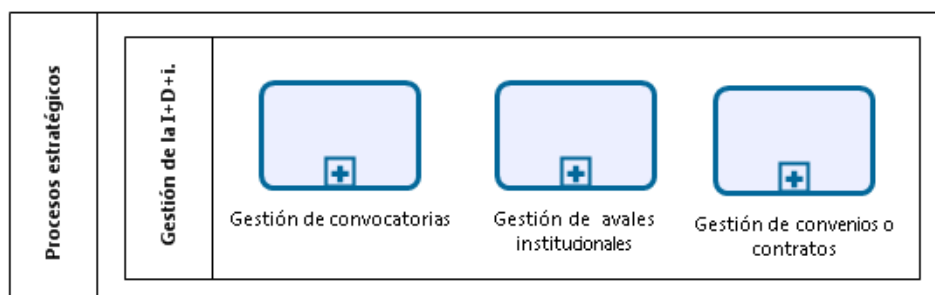 Procesos estratégicos
Gestión de la I+D+i.
Gestión de convocatorias
Gestión de avales
institucionales
Gestión de convenios o
contratos